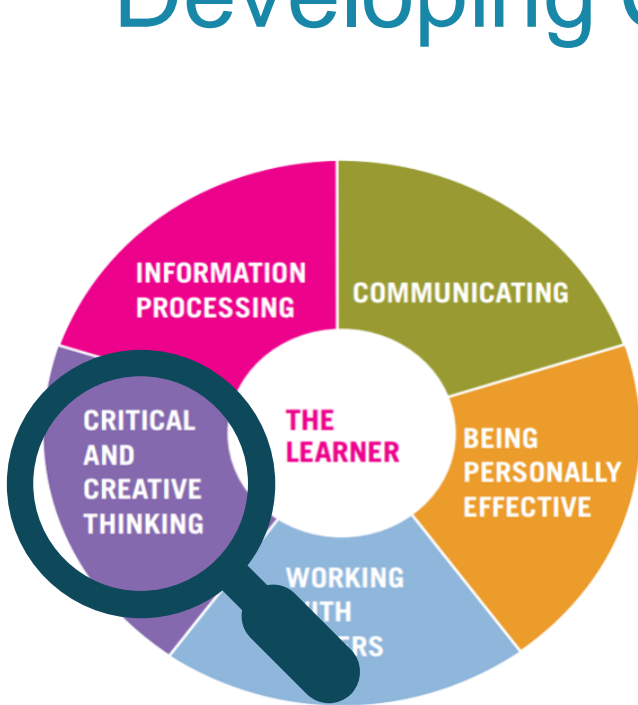 Developing
INFORMATION
PROCESSING
COMMUNICATING
CRITICAL
AND
CREATIVE
THINKING
THE
LEARNER
BEING
PERSONALLY
EFFECTIVE
WORKING